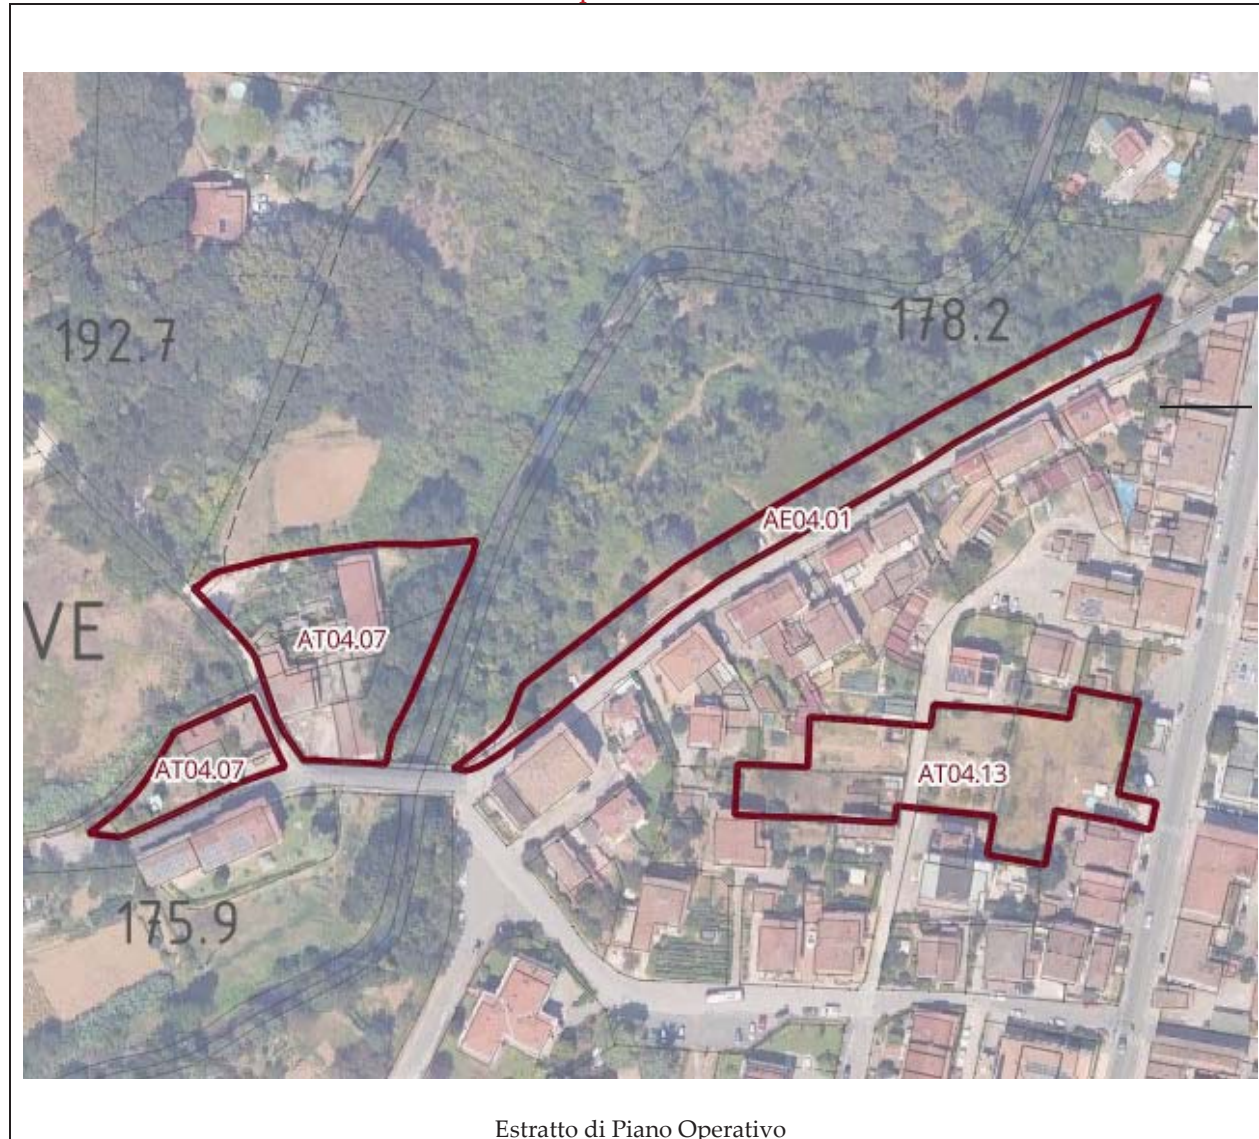 192.7
178.2
AE04.01
VE
AT04.07
AT04.07
AT04.13
175.9
Estratto di Piano Operativo